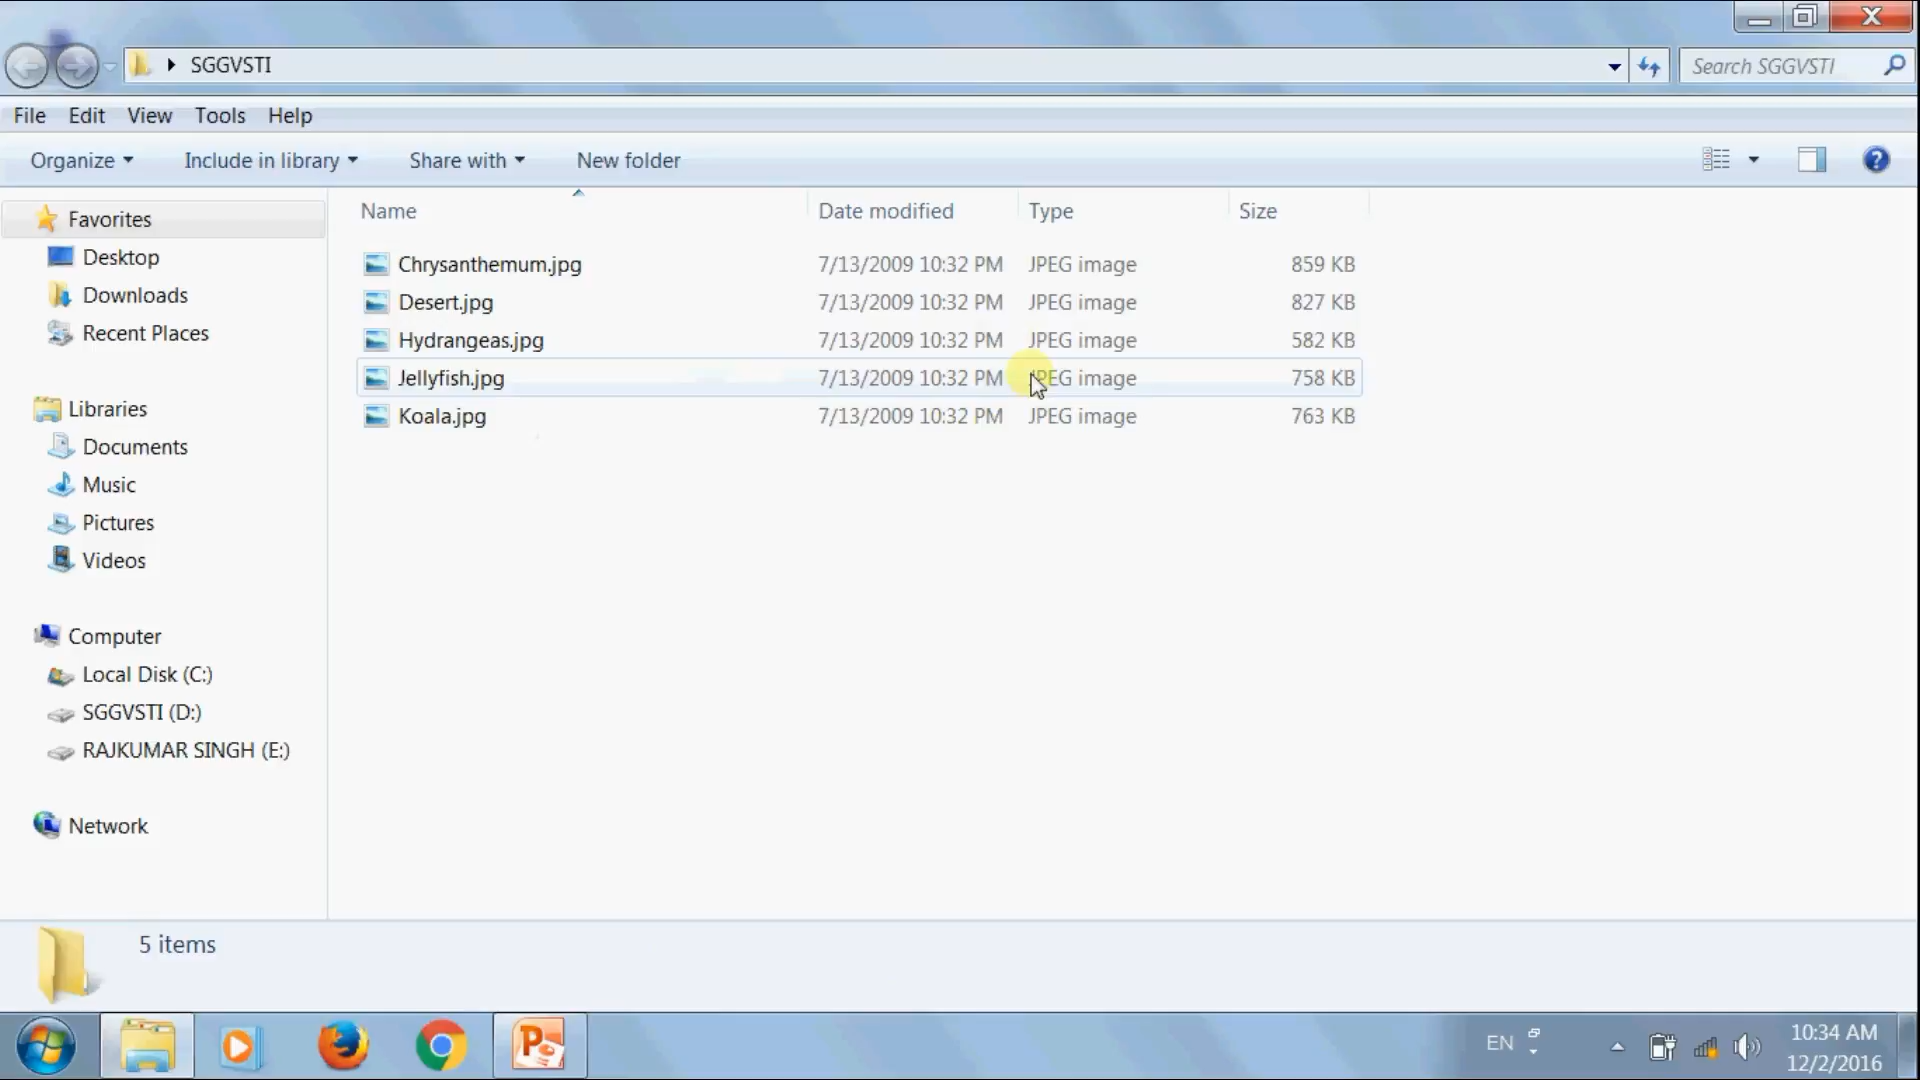 SGGVSTI
Search SGGVSTI
File Edit View Tools Help
Organize Include in library Share with New folder
Name Date modified Type Size
Favorites
Desktop
Downloads
Recent Places
Libraries
Documents
Music
Pictures
Videos
Computer
Local Disk (C:)
SGGVSTI (D:)
RAJKUMAR SINGH (E:)
Network
Chrysanthemum.jpg 7/13/2009 10:32 PM JPEG image 859 KB
Desert.jpg 7/13/2009 10:32 PM JPEG image 827 KB
Hydrangeas.jpg 7/13/2009 10:32 PM JPEG image 582 KB
Jellyfish.jpg 7/13/2009 10:32 PM JPEG image 758 KB
Koala.jpg 7/13/2009 10:32 PM JPEG image 763 KB
5 items
EN
10:34 AM
12/2/2016